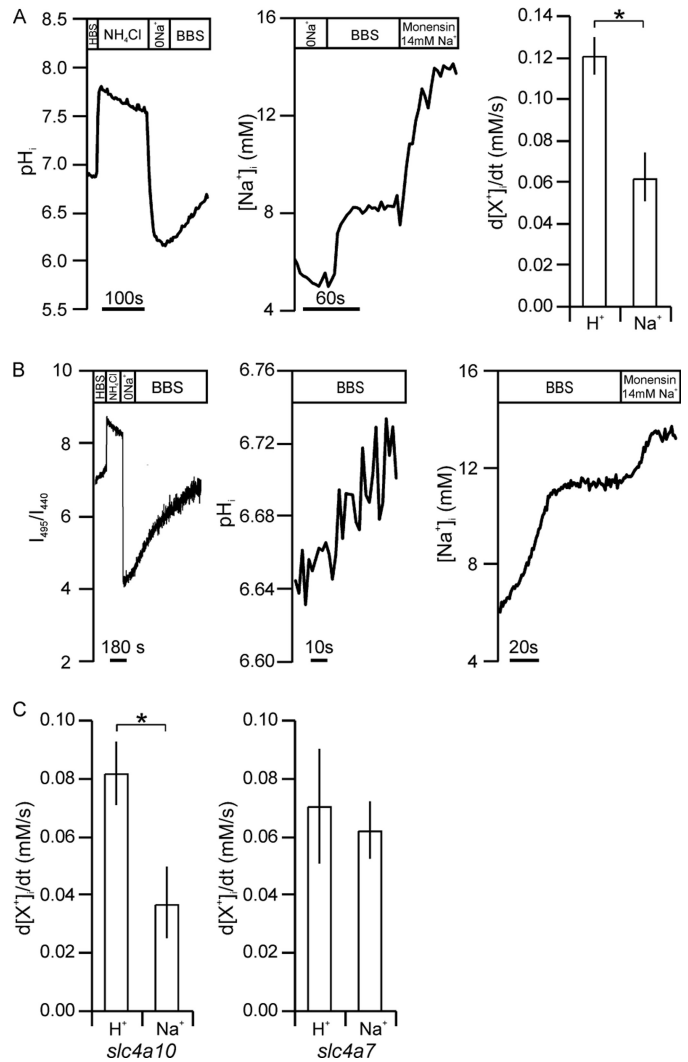 A
HBS NH₄Cl 0Na⁺ BBS
8.5
8.0
7.5
7.0
6.5
6.0
5.5
pHᵢ
100s
0Na⁺ BBS Monensin 14mM Na⁺
16
12
8
4
[Na⁺]ᵢ (mM)
60s
*
0.14
0.12
0.10
0.08
0.06
0.04
0.02
0.00
d[X⁺]ᵢ/dt (mM/s)
H⁺ Na⁺
B
HBS NH₄Cl 0Na⁺ BBS
10
8
6
4
2
I₄₉₅/I₄₄₀
180 s
BBS
6.76
6.72
6.68
6.64
6.60
pHᵢ
10s
BBS Monensin 14mM Na⁺
16
12
8
4
[Na⁺]ᵢ (mM)
20s
C
*
0.10
0.08
0.06
0.04
0.02
0.00
d[X⁺]ᵢ/dt (mM/s)
H⁺ Na⁺
slc4a10
0.10
0.08
0.06
0.04
0.02
0.00
d[X⁺]ᵢ/dt (mM/s)
H⁺ Na⁺
slc4a7